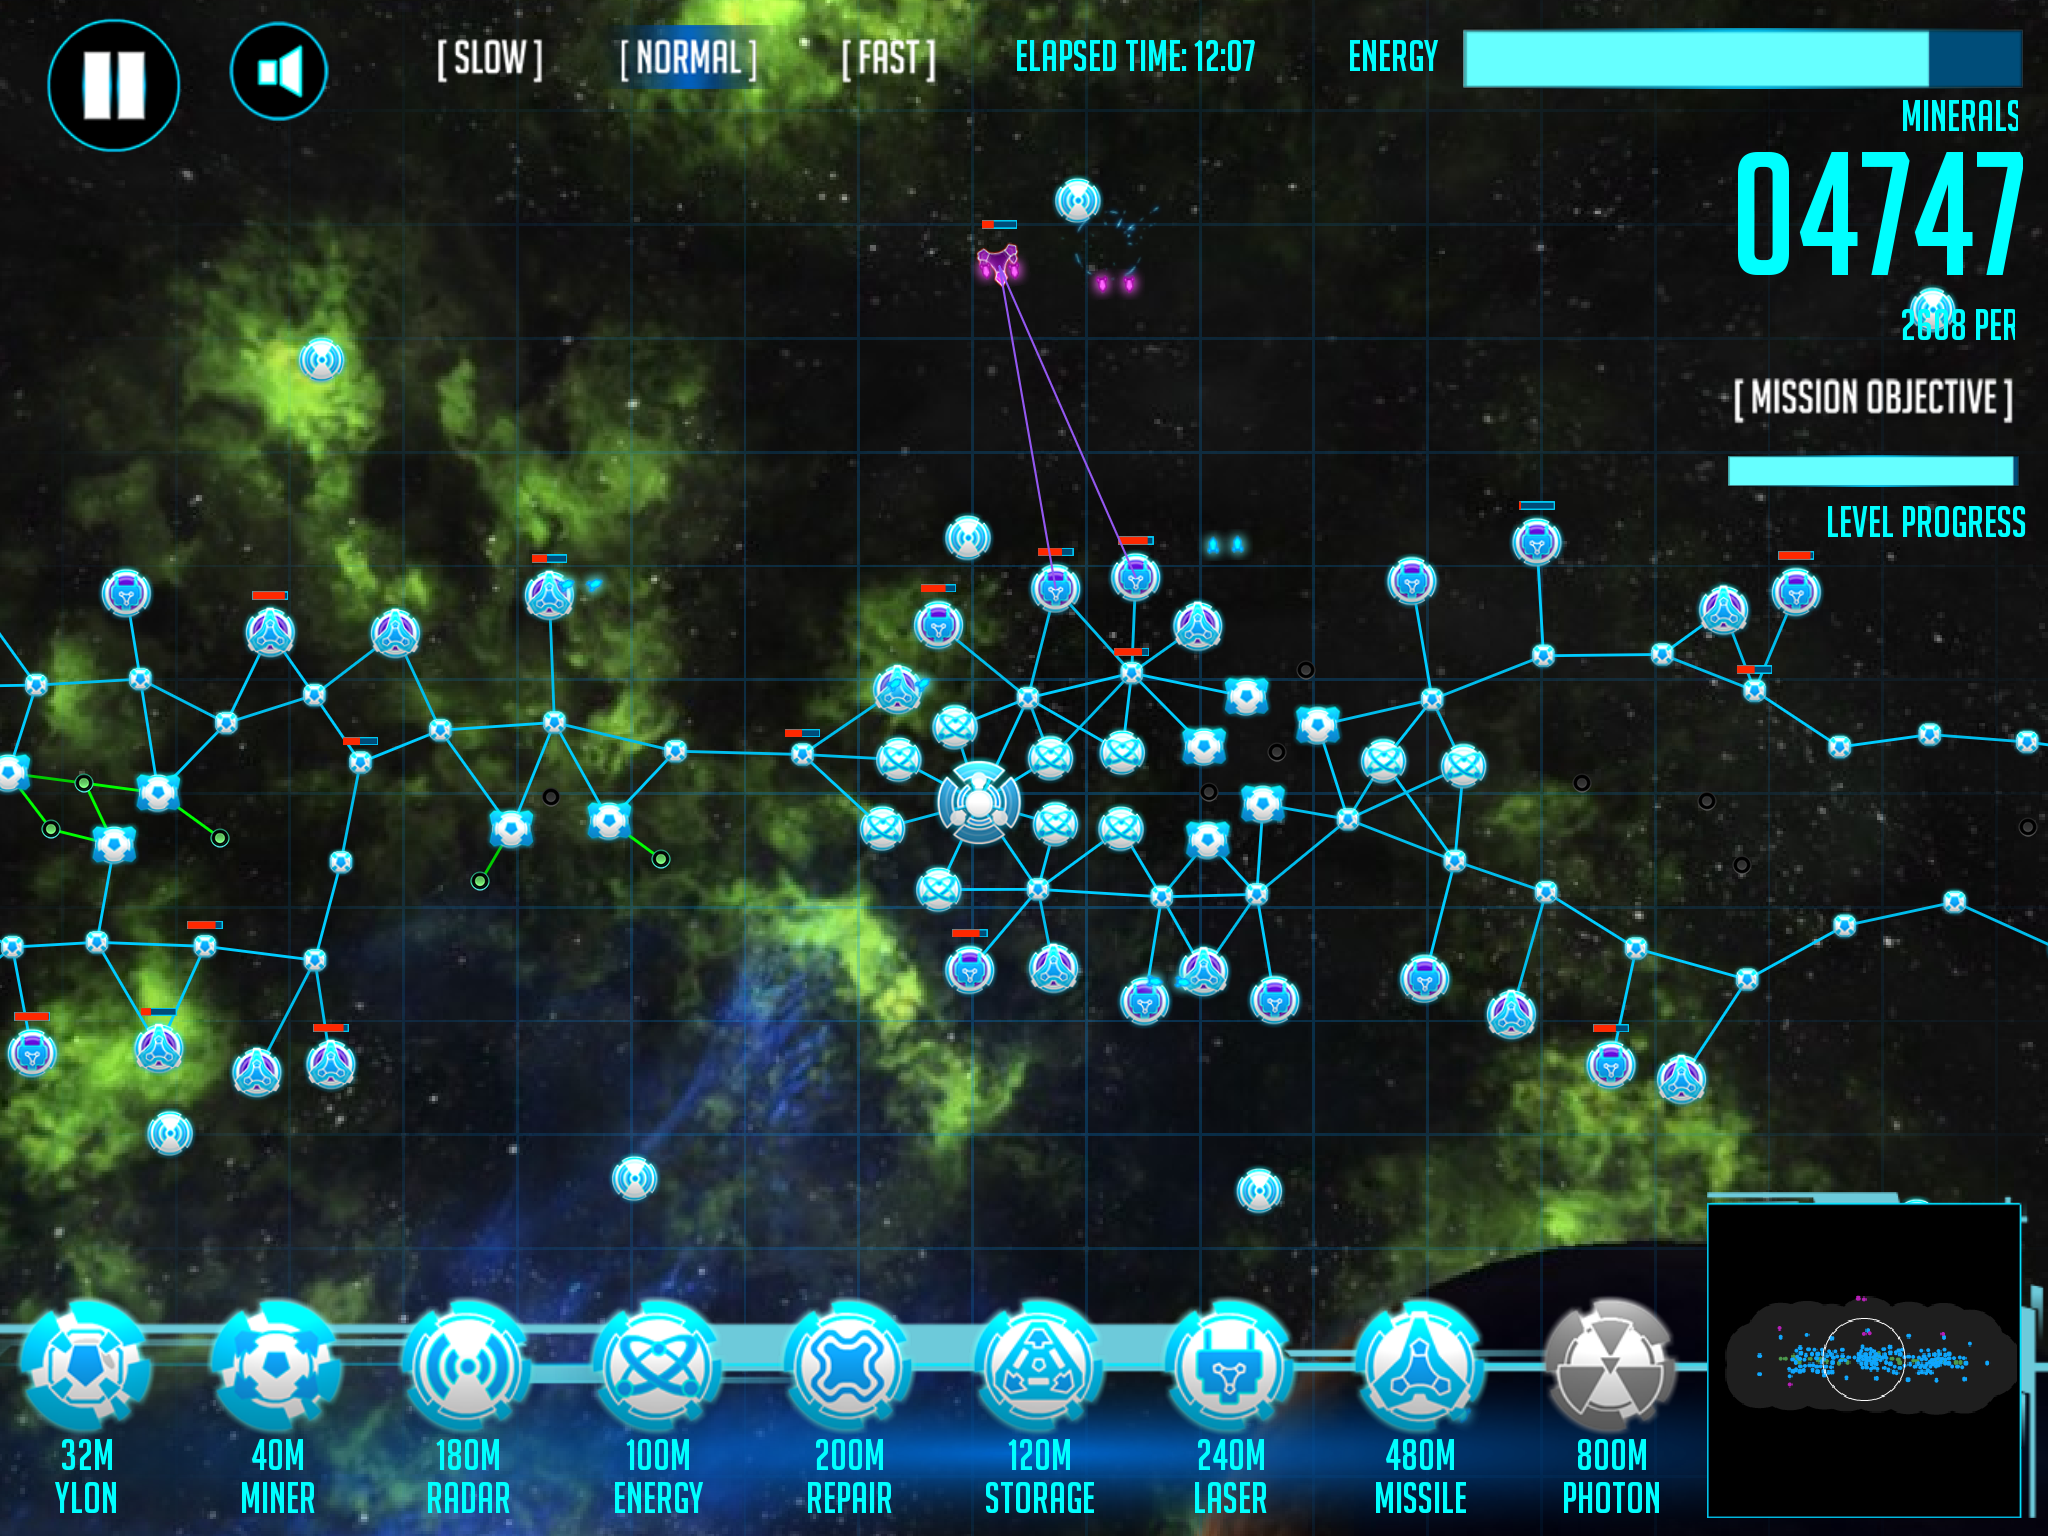 [ SLOW ] [ NORMAL ] [ FAST ] ELAPSED TIME: 12:07 ENERGY
MINERALS
04747
PER
[ MISSION OBJECTIVE ]
LEVEL PROGRESS
32M 40M 180M 100M 200M 120M 240M 480M 800M
YLON MINER RADAR ENERGY REPAIR STORAGE LASER MISSILE PHOTON